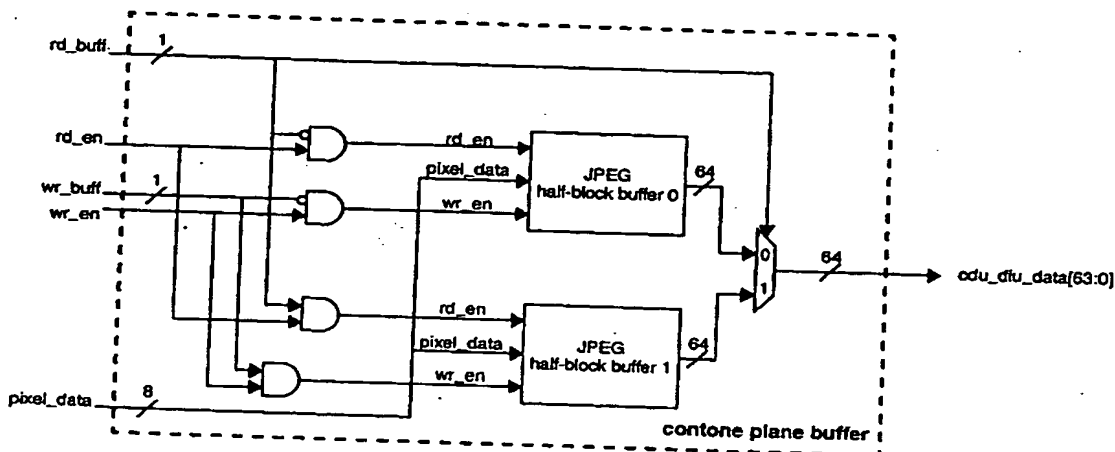 rd_buff
1
rd_en
wr_buff
1
wr_en
rd_en
pixel_data
wr_en
JPEG
half-block buffer 0
64
0
1
64
cdu_diu_data[63:0]
rd_en
pixel_data
wr_en
JPEG
half-block buffer 1
64
pixel_data
8
contone plane buffer